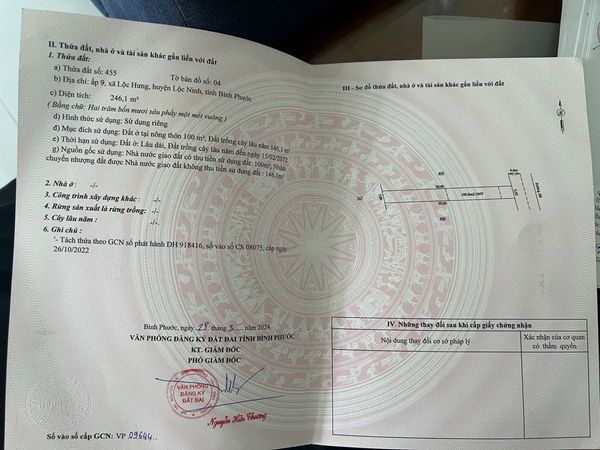 II. Thửa đất, nhà ở và tài sản khác gắn liền với đất
1. Thửa đất:
a) Thửa đất số: 455 Tờ bản đồ số: 04
b) Địa chỉ: ấp 9, xã Lộc Hưng, huyện Lộc Ninh, tỉnh Bình Phước
c) Diện tích: 246,1 m²
( Bằng chữ: Hai trăm bốn mươi sáu phẩy một mét vuông)
d) Hình thức sử dụng: Sử dụng riêng
đ) Mục đích sử dụng: Đất ở tại nông thôn 100 m², Đất trồng cây lâu năm 146,1 m²
e) Thời hạn sử dụng: Đất ở: Lâu dài, Đất trồng cây lâu năm đến ngày 15/02/2072
g) Nguồn gốc sử dụng: Nhà nước giao đất có thu tiền sử dụng đất: 100m², Nhận
chuyển nhượng đất được Nhà nước giao đất không thu tiền sử dụng đất : 146,1m²
2. Nhà ở : -/-
3. Công trình xây dựng khác: -/-
4. Rừng sản xuất là rừng trồng: -/-
5. Cây lâu năm : -/-
6. Ghi chú :
'- Tách thửa theo GCN số phát hành DH 918416, số vào sổ CS 08075, cấp ngày
26/10/2022
Bình Phước, ngày 28 tháng 5 năm 2024
VĂN PHÒNG ĐĂNG KÝ ĐẤT ĐAI TỈNH BÌNH PHƯỚC
KT. GIÁM ĐỐC
PHÓ GIÁM ĐỐC
VĂN PHÒNG
ĐĂNG KÝ
ĐẤT ĐAI
Nguyễn Hữu Thương
Số vào sổ cấp GCN: VP 09644
III - Sơ đồ thửa đất, nhà ở và tài sản khác gắn liền với đất
IV. Những thay đổi sau khi cấp giấy chứng nhận
Nội dung thay đổi và cơ sở pháp lý
Xác nhận của cơ quan
có thẩm quyền